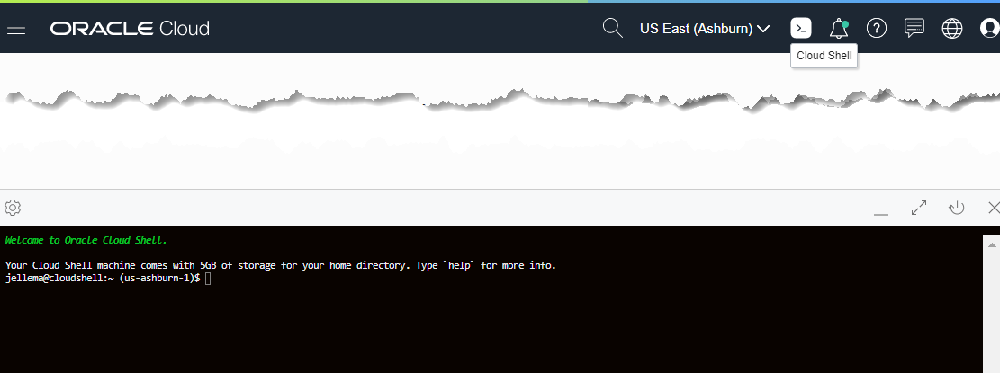 ORACLE Cloud
US East (Ashburn)
Cloud Shell
Welcome to Oracle Cloud Shell.
Your Cloud Shell machine comes with 5GB of storage for your home directory. Type `help` for more info.
jellema@cloudshell:~ (us-ashburn-1)$